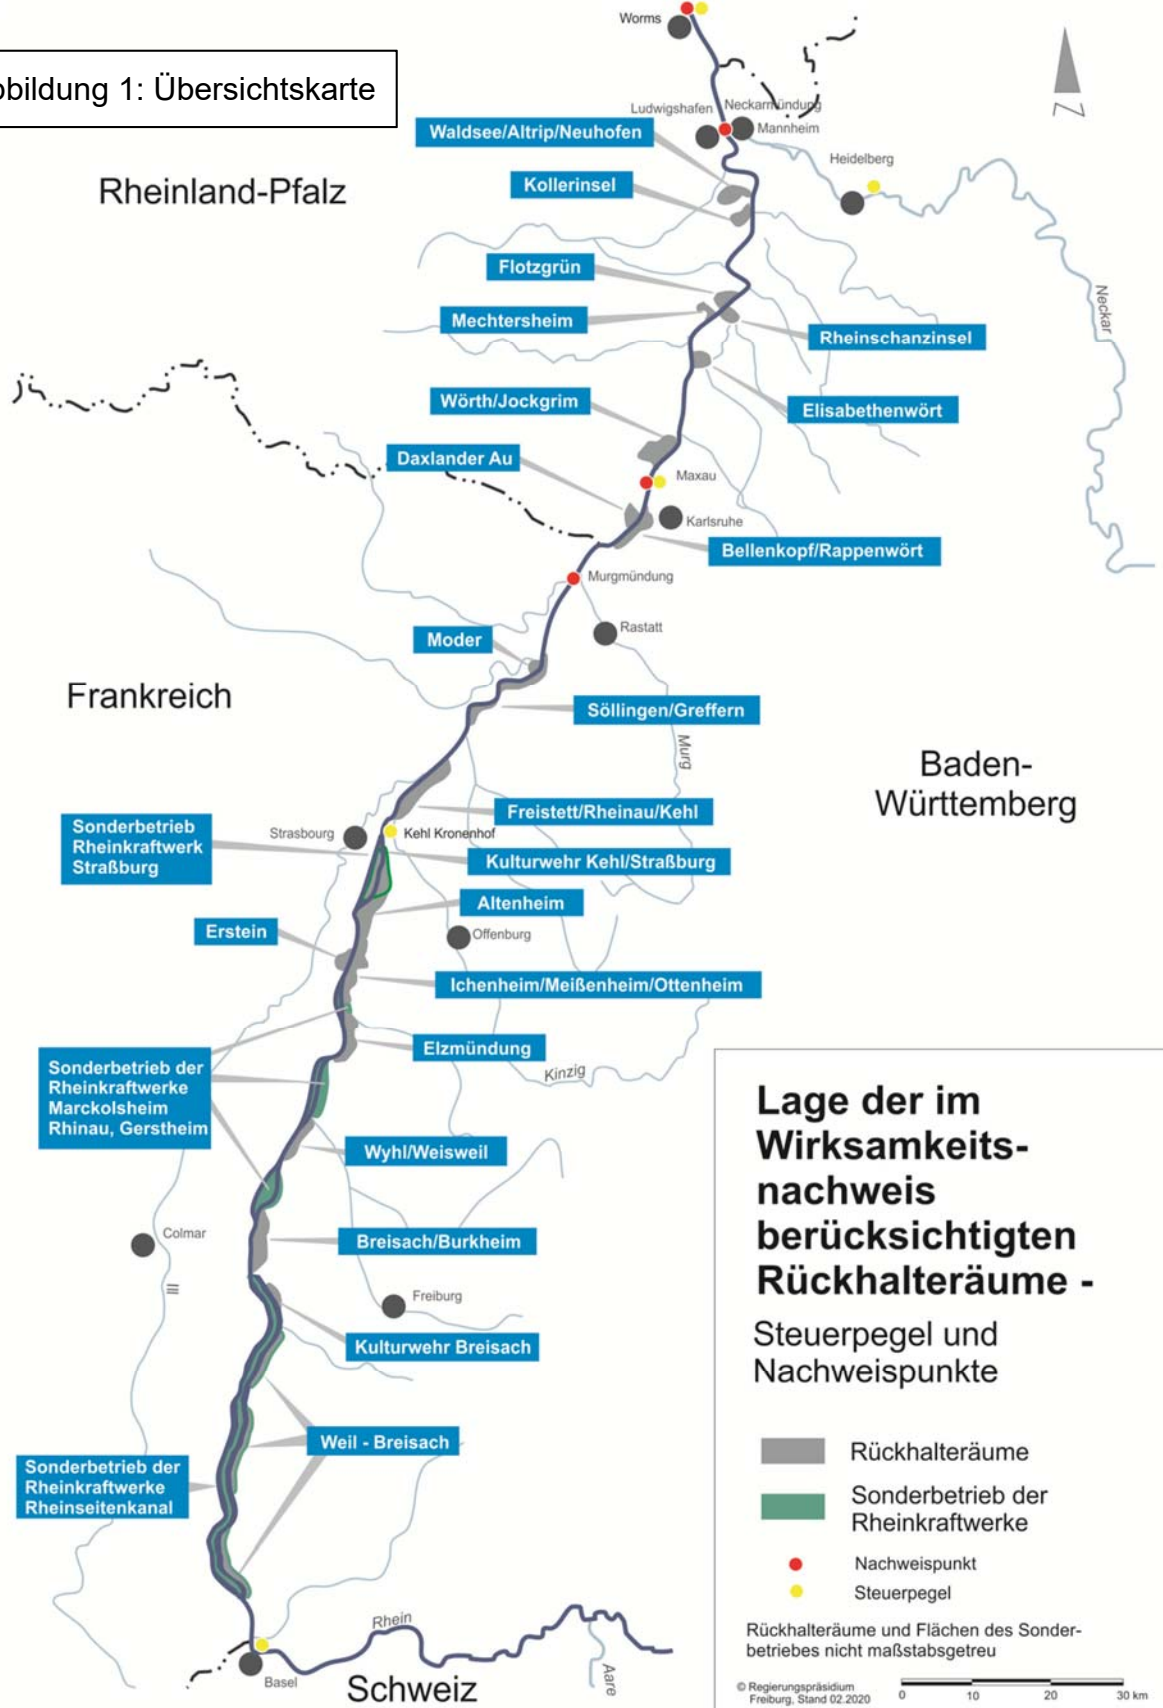 bbildung 1: Übersichtskarte
Worms
Ludwigshafen
Neckarmündung
Mannheim
Waldsee/Altrip/Neuhofen
Heidelberg
Rheinland-Pfalz
Kollerinsel
Flotzgrün
Neckar
Mechtersheim
Rheinschanzinsel
Wörth/Jockgrim
Elisabethenwört
Daxlander Au
Maxau
Karlsruhe
Bellenkopf/Rappenwört
Murgmündung
Rastatt
Moder
Frankreich
Söllingen/Greffern
Murg
Baden-
Württemberg
Freistett/Rheinau/Kehl
Sonderbetrieb
Rheinkraftwerk
Straßburg
Strasbourg
Kehl Kronenhof
Kulturwehr Kehl/Straßburg
Altenheim
Erstein
Offenburg
Ichenheim/Meißenheim/Ottenheim
Elzmündung
Kinzig
Sonderbetrieb der
Rheinkraftwerke
Marckolsheim
Rhinau, Gerstheim
Wyhl/Weisweil
Colmar
Breisach/Burkheim
Ill
Freiburg
Kulturwehr Breisach
Weil - Breisach
Sonderbetrieb der
Rheinkraftwerke
Rheinseitenkanal
Rhein
Basel
Schweiz
Aare
Lage der im
Wirksamkeits-
nachweis
berücksichtigten
Rückhalteräume -
Steuerpegel und
Nachweispunkte
Rückhalteräume
Sonderbetrieb der
Rheinkraftwerke
Nachweispunkt
Steuerpegel
Rückhalteräume und Flächen des Sonder-
betriebes nicht maßstabsgetreu
© Regierungspräsidium
Freiburg, Stand 02.2020
0 10 20 30 km
N